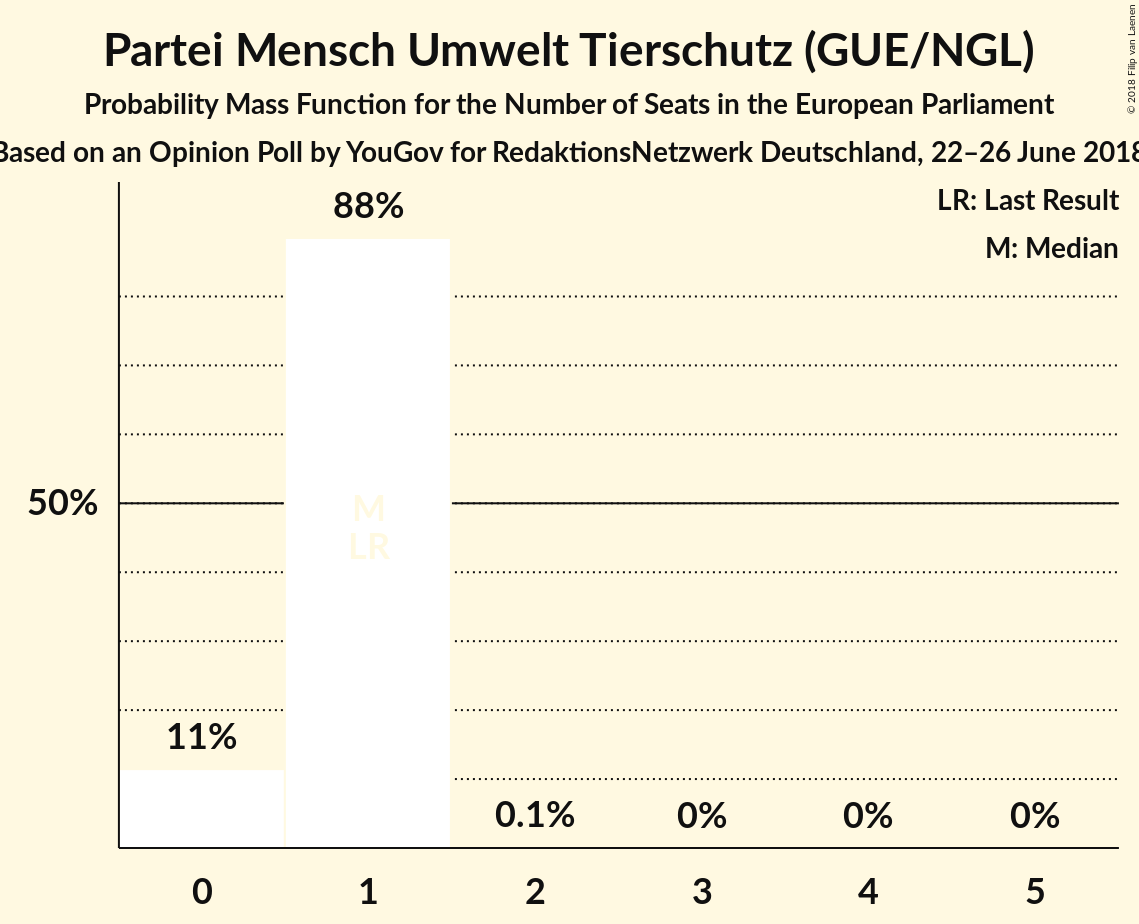 Partei Mensch Umwelt Tierschutz (GUE/NGL)
Probability Mass Function for the Number of Seats in the European Parliament
Based on an Opinion Poll by YouGov for RedaktionsNetzwerk Deutschland, 22–26 June 2018
© 2018 Filip van Laenen
LR: Last Result
M: Median
88%
50%
M
LR
11%
0.1%
0%
0%
0%
0 1 2 3 4 5